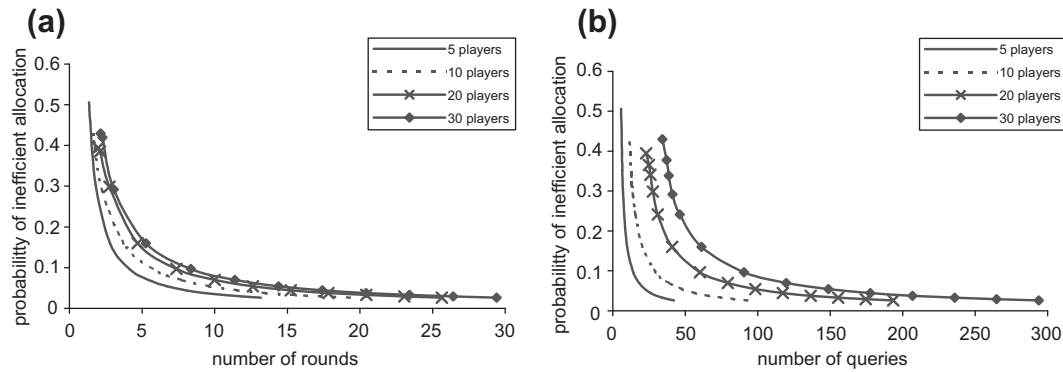 (a)
5 players
10 players
20 players
30 players
probabilitty of inefficient allocation
0.6
0.5
0.4
0.3
0.2
0.1
0
0 5 10 15 20 25 30
number of rounds
(b)
5 players
10 players
20 players
30 players
probability of inefficient allocation
0.6
0.5
0.4
0.3
0.2
0.1
0
0 50 100 150 200 250 300
number of queries